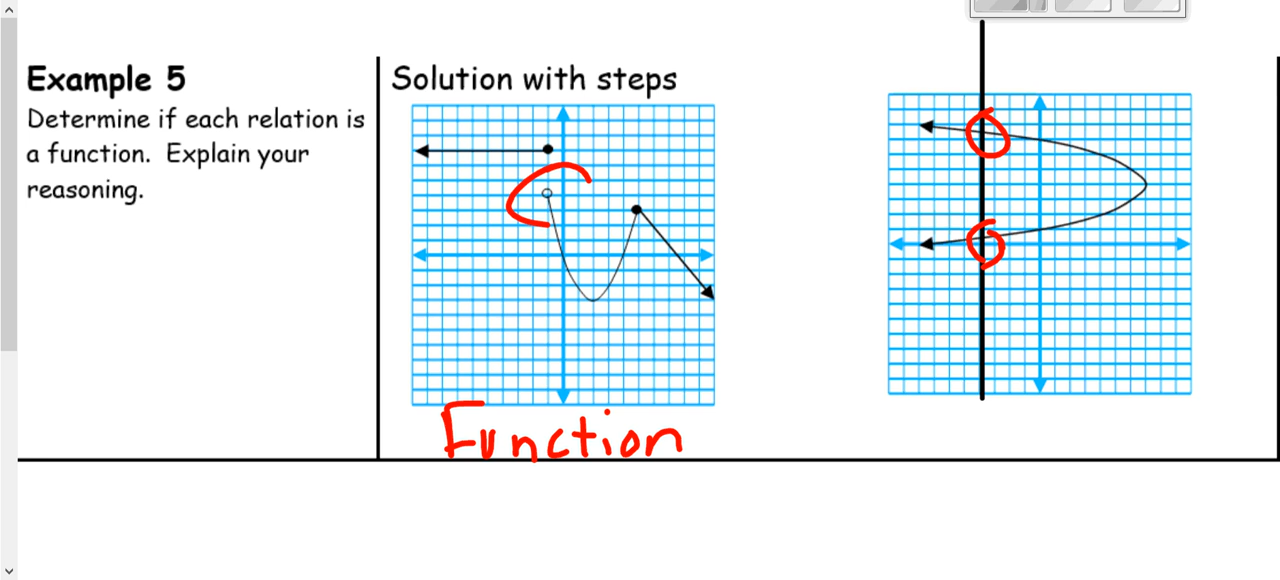 Example 5
Determine if each relation is
a function. Explain your
reasoning.
Solution with steps
Function